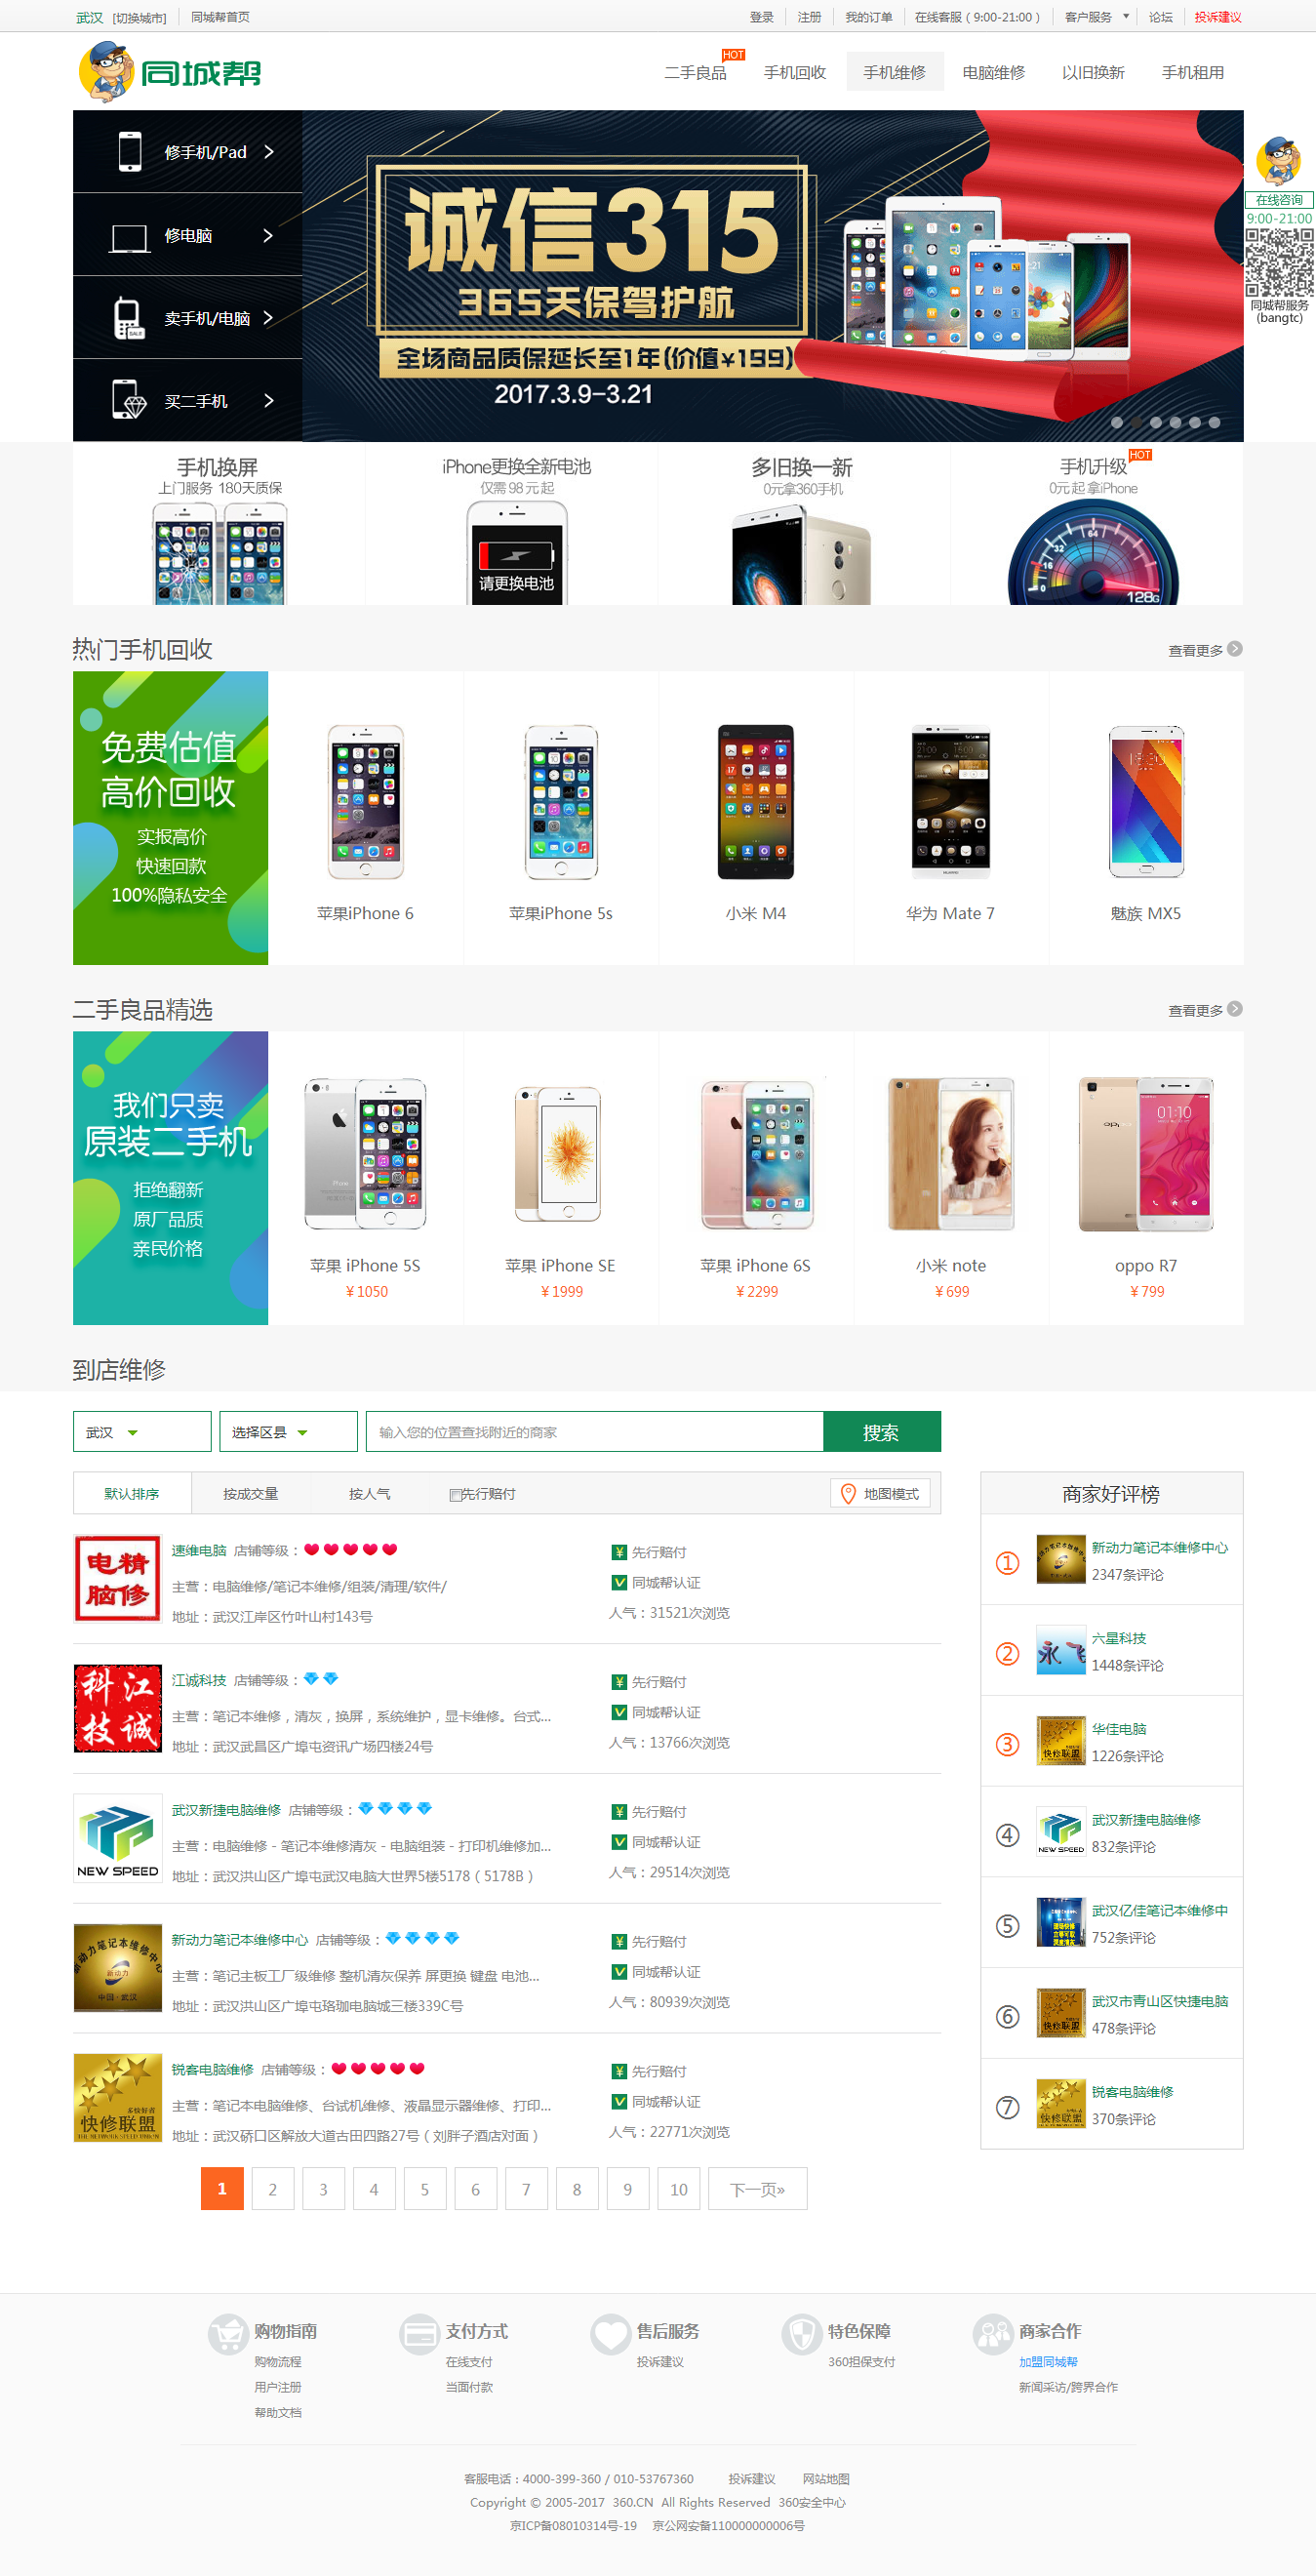 武汉 [切换城市] 同城帮首页 登录 注册 我的订单 在线客服（9:00-21:00） 客户服务 论坛 投诉建议
同城帮 二手良品 HOT 手机回收 手机维修 电脑维修 以旧换新 手机租用
修手机/Pad
修电脑
卖手机/电脑
SALE
买二手机
诚信315
365天保驾护航
全场商品质保延长至1年(价值¥199)
2017.3.9-3.21
在线咨询
9:00-21:00
同城帮服务
(bangtc)
手机换屏
上门服务 180天质保
iPhone更换全新电池
仅需98元起
请更换电池
多旧换一新
0元拿360手机
手机升级 HOT
0元起拿iPhone
0 16 32 64 128G
热门手机回收 查看更多
免费估值
高价回收
实报高价
快速回款
100%隐私安全
苹果iPhone 6
苹果iPhone 5s
小米 M4
华为 Mate 7
魅族 MX5
二手良品精选 查看更多
我们只卖
原装二手机
拒绝翻新
原厂品质
亲民价格
苹果 iPhone 5S
¥1050
苹果 iPhone SE
¥1999
苹果 iPhone 6S
¥2299
小米 note
¥699
oppo R7
¥799
到店维修
武汉 选择区县 输入您的位置查找附近的商家 搜索
默认排序 按成交量 按人气 先行赔付 地图模式
电精
脑修
速维电脑 店铺等级：
主营：电脑维修/笔记本维修/组装/清理/软件/
地址：武汉江岸区竹叶山村143号
¥ 先行赔付
同城帮认证
人气：31521次浏览
科江
技诚
江诚科技 店铺等级：
主营：笔记本维修，清灰，换屏，系统维护，显卡维修。台式...
地址：武汉武昌区广埠屯资讯广场四楼24号
¥ 先行赔付
同城帮认证
人气：13766次浏览
NEW SPEED
武汉新捷电脑维修 店铺等级：
主营：电脑维修 - 笔记本维修清灰 - 电脑组装 - 打印机维修加...
地址：武汉洪山区广埠屯武汉电脑大世界5楼5178（5178B）
¥ 先行赔付
同城帮认证
人气：29514次浏览
新动力笔记本维修中心
新动力
中国·武汉
新动力笔记本维修中心 店铺等级：
主营：笔记主板工厂级维修 整机清灰保养 屏更换 键盘 电池...
地址：武汉洪山区广埠屯珞珈电脑城三楼339C号
¥ 先行赔付
同城帮认证
人气：80939次浏览
快修联盟
锐客电脑维修 店铺等级：
主营：笔记本电脑维修、台试机维修、液晶显示器维修、打印...
地址：武汉硚口区解放大道古田四路27号（刘胖子酒店对面）
¥ 先行赔付
同城帮认证
人气：22771次浏览
1 2 3 4 5 6 7 8 9 10 下一页»
商家好评榜
① 新动力笔记本维修中心
2347条评论
② 永飞 六星科技
1448条评论
③ 快修联盟 华佳电脑
1226条评论
④ NEW SPEED 武汉新捷电脑维修
832条评论
⑤ 武汉亿佳笔记本维修中
752条评论
⑥ 快修联盟 武汉市青山区快捷电脑
478条评论
⑦ 快修联盟 锐客电脑维修
370条评论
购物指南
购物流程
用户注册
帮助文档
支付方式
在线支付
当面付款
售后服务
投诉建议
特色保障
360担保支付
商家合作
加盟同城帮
新闻采访/跨界合作
客服电话：4000-399-360 / 010-53767360 投诉建议 网站地图
Copyright © 2005-2017 360.CN All Rights Reserved 360安全中心
京ICP备08010314号-19 京公网安备110000000006号